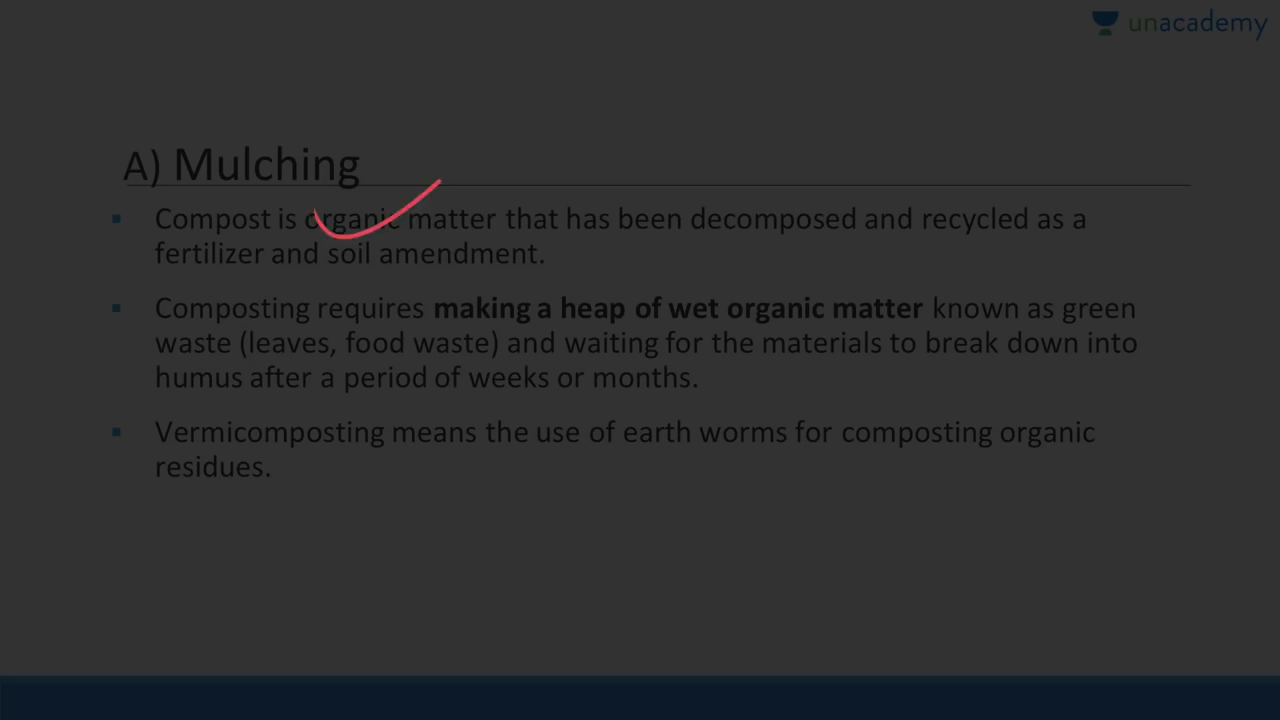 unacademy
A) Mulching
▪ Compost is organic matter that has been decomposed and recycled as a
fertilizer and soil amendment.
▪ Composting requires making a heap of wet organic matter known as green
waste (leaves, food waste) and waiting for the materials to break down into
humus after a period of weeks or months.
▪ Vermicomposting means the use of earth worms for composting organic
residues.